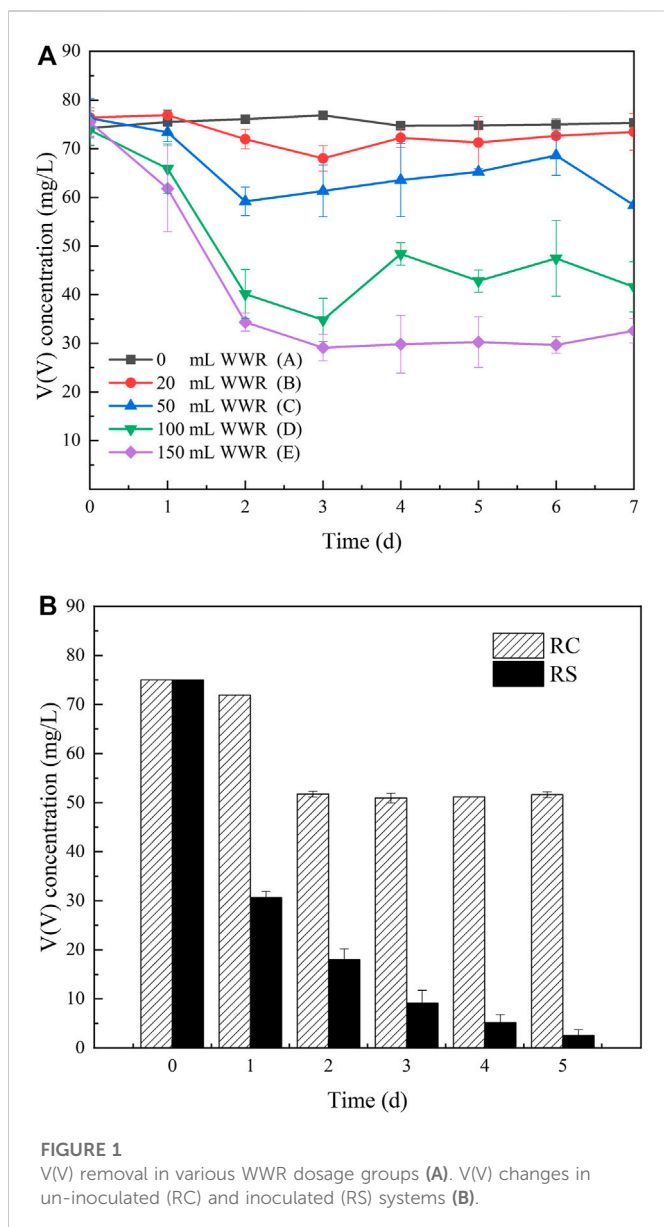 A
90
80
70
60
50
40
30
20
10
V(V) concentration (mg/L)
0 mL WWR (A)
20 mL WWR (B)
50 mL WWR (C)
100 mL WWR (D)
150 mL WWR (E)
0 1 2 3 4 5 6 7
Time (d)
B
90
80
70
60
50
40
30
20
10
0
V(V) concentration (mg/L)
RC
RS
0 1 2 3 4 5
Time (d)
FIGURE 1
V(V) removal in various WWR dosage groups (A). V(V) changes in
un-inoculated (RC) and inoculated (RS) systems (B).